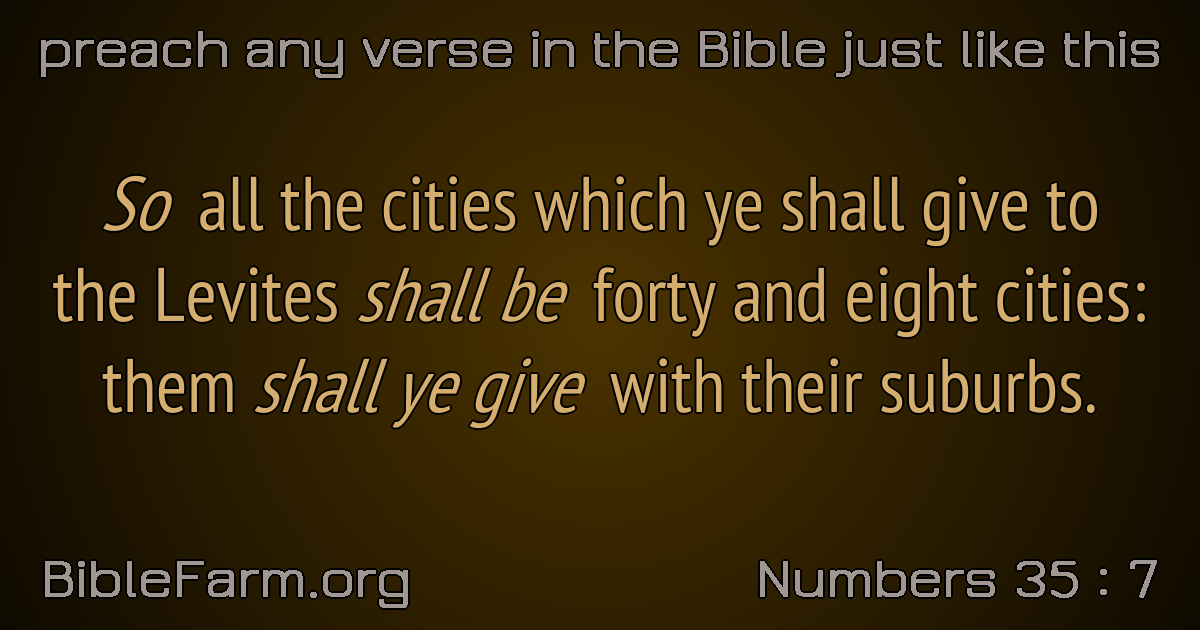 preach any verse in the Bible just like this
So all the cities which ye shall give to
the Levites shall be forty and eight cities:
them shall ye give with their suburbs.
BibleFarm.org
Numbers 35 : 7